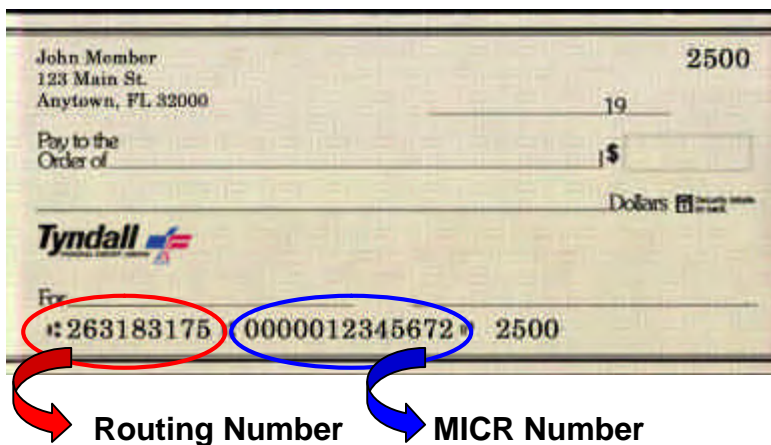 John Member 2500
123 Main St.
Anytown, FL 32000
19
Pay to the
Order of $
Dollars
Tyndall
For
⑆263183175 0000012345672⑈ 2500
Routing Number MICR Number